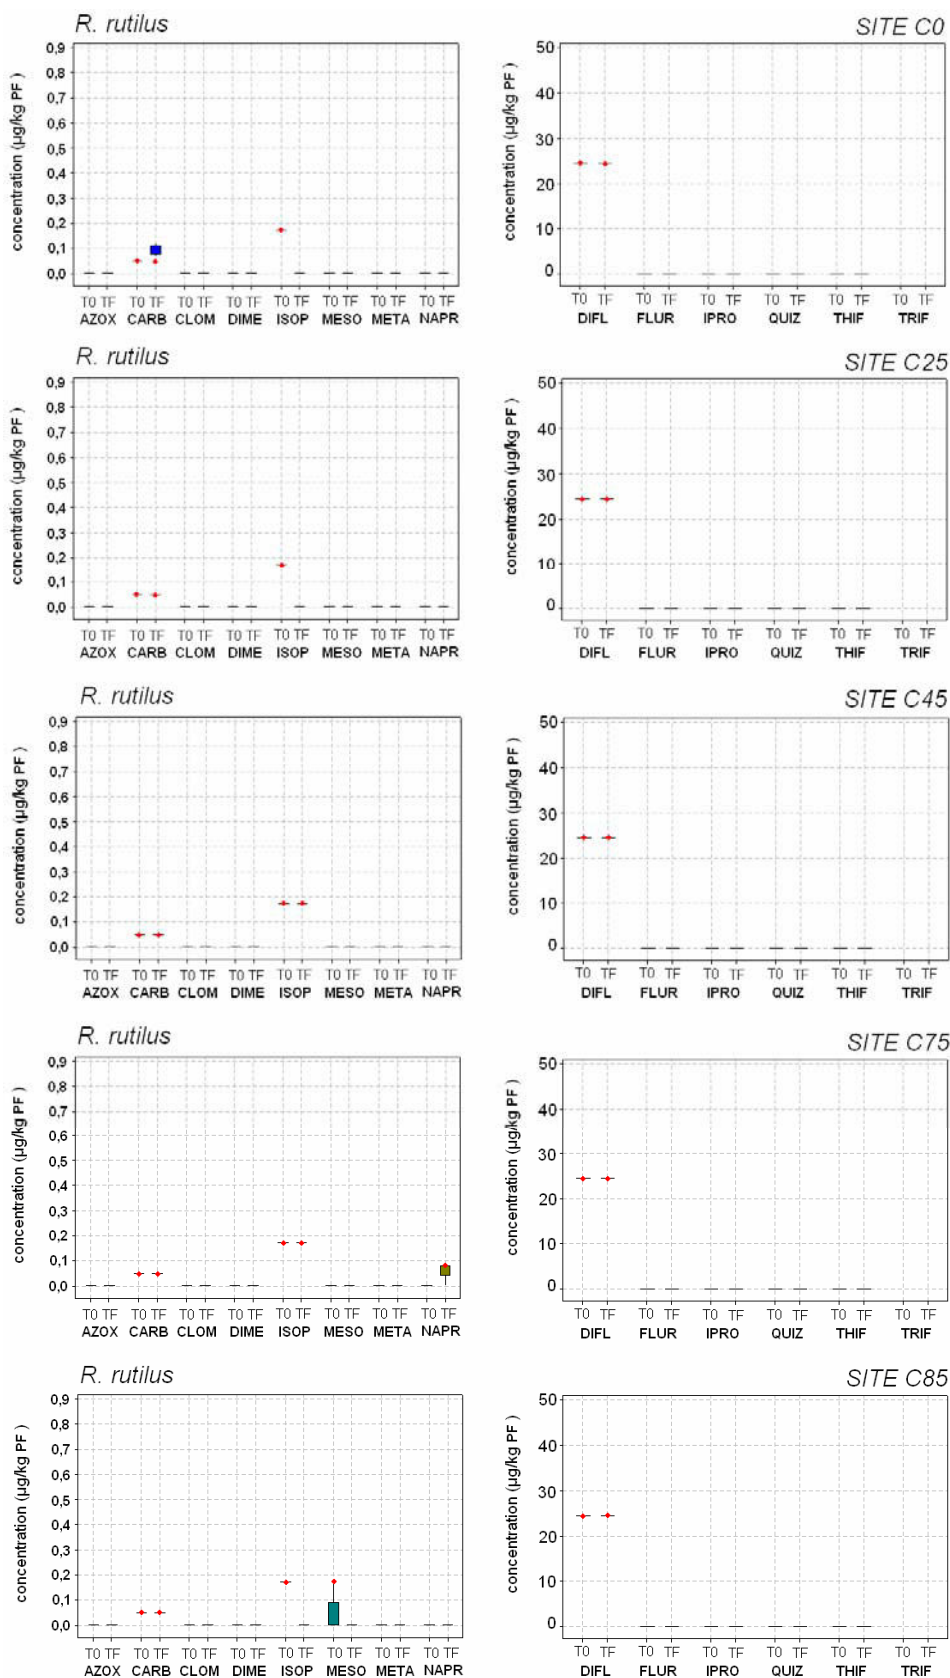 R. rutilus
SITE C0
concentration (µg/kg PF )
0,9
0,8
0,7
0,6
0,5
0,4
0,3
0,2
0,1
0,0
T0 TF T0 TF T0 TF T0 TF T0 TF T0 TF T0 TF T0 TF
AZOX CARB CLOM DIME ISOP MESO META NAPR
concentration (µg/kg PF )
50
40
30
20
10
0
T0 TF T0 TF T0 TF T0 TF T0 TF T0 TF
DIFL FLUR IPRO QUIZ THIF TRIF
R. rutilus
SITE C25
concentration (µg/kg PF )
0,9
0,8
0,7
0,6
0,5
0,4
0,3
0,2
0,1
0,0
T0 TF T0 TF T0 TF T0 TF T0 TF T0 TF T0 TF T0 TF
AZOX CARB CLOM DIME ISOP MESO META NAPR
concentration (µg/kg PF )
50
40
30
20
10
0
T0 TF T0 TF T0 TF T0 TF T0 TF T0 TF
DIFL FLUR IPRO QUIZ THIF TRIF
R. rutilus
SITE C45
concentration (µg/kg PF )
0,9
0,8
0,7
0,6
0,5
0,4
0,3
0,2
0,1
0,0
T0 TF T0 TF T0 TF T0 TF T0 TF T0 TF T0 TF T0 TF
AZOX CARB CLOM DIME ISOP MESO META NAPR
concentration (µg/kg PF )
50
40
30
20
10
0
T0 TF T0 TF T0 TF T0 TF T0 TF T0 TF
DIFL FLUR IPRO QUIZ THIF TRIF
R. rutilus
SITE C75
concentration (µg/kg PF )
0,9
0,8
0,7
0,6
0,5
0,4
0,3
0,2
0,1
0,0
T0 TF T0 TF T0 TF T0 TF T0 TF T0 TF T0 TF T0 TF
AZOX CARB CLOM DIME ISOP MESO META NAPR
concentration (µg/kg PF )
50
40
30
20
10
0
T0 TF T0 TF T0 TF T0 TF T0 TF T0 TF
DIFL FLUR IPRO QUIZ THIF TRIF
R. rutilus
SITE C85
concentration (µg/kg PF )
0,9
0,8
0,7
0,6
0,5
0,4
0,3
0,2
0,1
0,0
T0 TF T0 TF T0 TF T0 TF T0 TF T0 TF T0 TF T0 TF
AZOX CARB CLOM DIME ISOP MESO META NAPR
concentration (µg/kg PF )
50
40
30
20
10
0
T0 TF T0 TF T0 TF T0 TF T0 TF T0 TF
DIFL FLUR IPRO QUIZ THIF TRIF